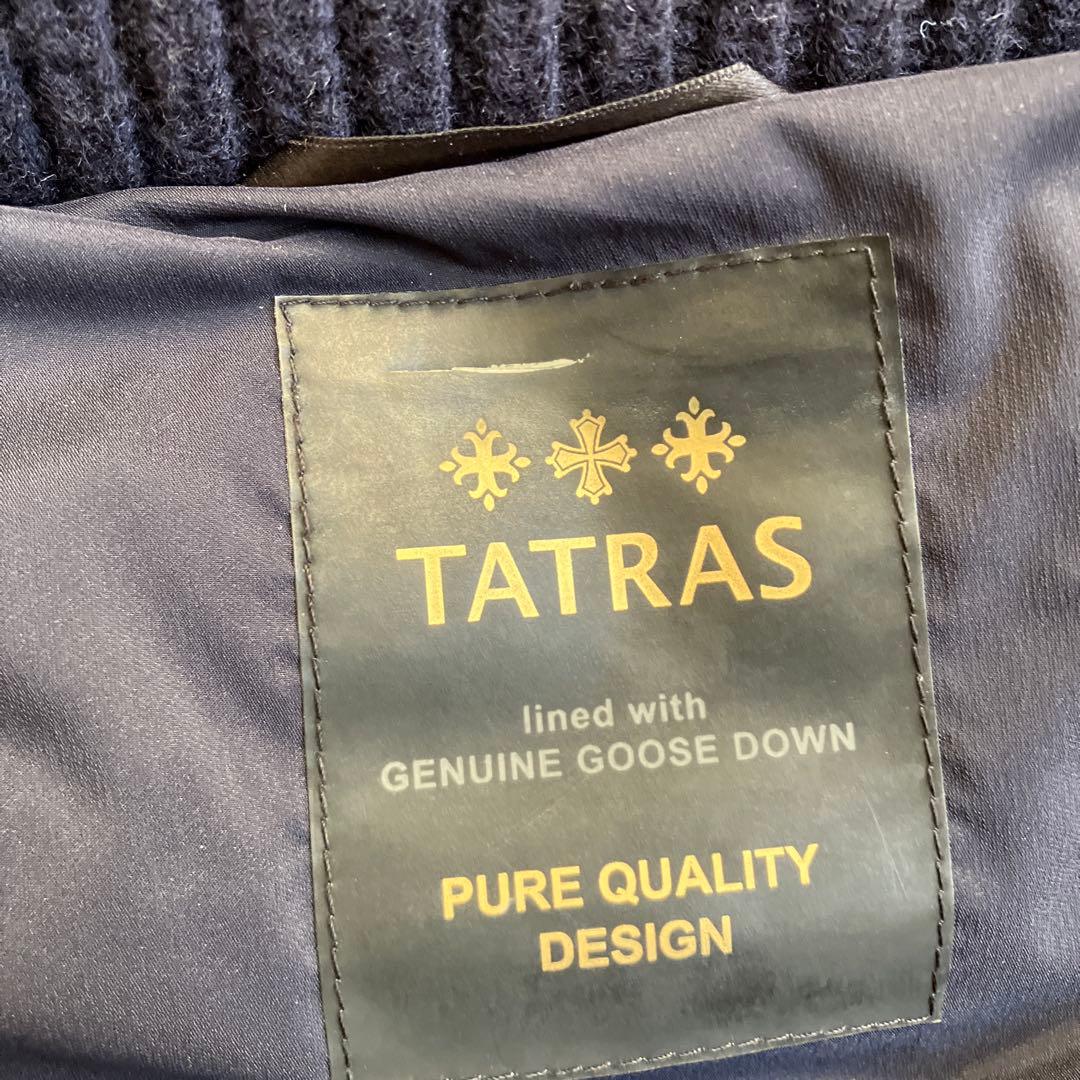 TATRAS
lined with
GENUINE GOOSE DOWN
PURE QUALITY
DESIGN